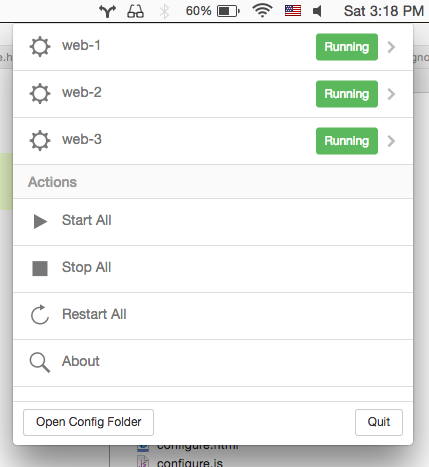 60% Sat 3:18 PM
web-1 Running
web-2 Running
web-3 Running
Actions
Start All
Stop All
Restart All
About
Open Config Folder Quit
configure.html
configure.js